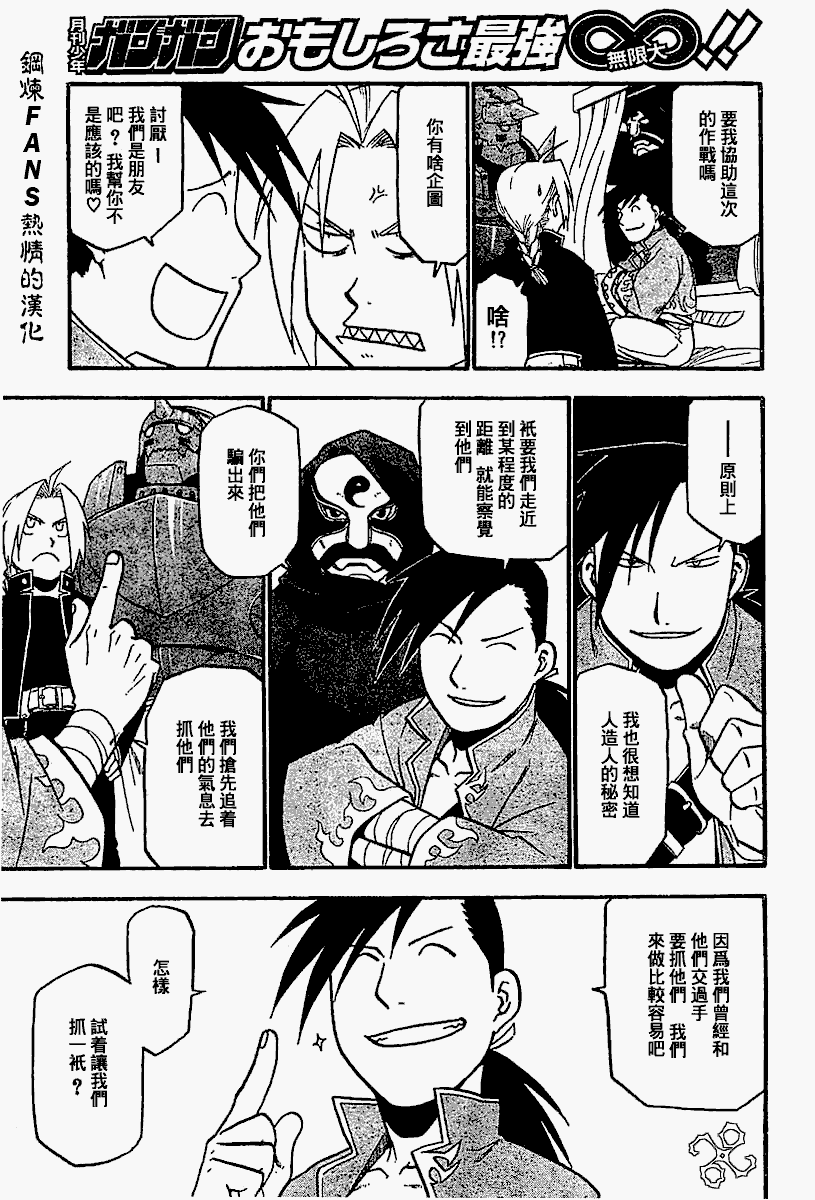 月刊少年 ガンガン おもしろさ最強 無限大!!
鋼煉FANS熱情的漢化
要我協助這次
的作戰嗎
啥!?
你有啥企圖
討厭ー
我們是朋友
吧？我幫你不
是應該的嗎♡
──原則上
我也很想知道
人造人的秘密
衹要我們走近
到某程度的
距離 就能察覺
到他們
你們把他們
騙出來
我們搶先追着
他們的氣息去
抓他們
因爲我們曾經和
他們交過手
要抓他們 我們
來做比較容易吧
怎樣
試着讓我們
抓一衹？